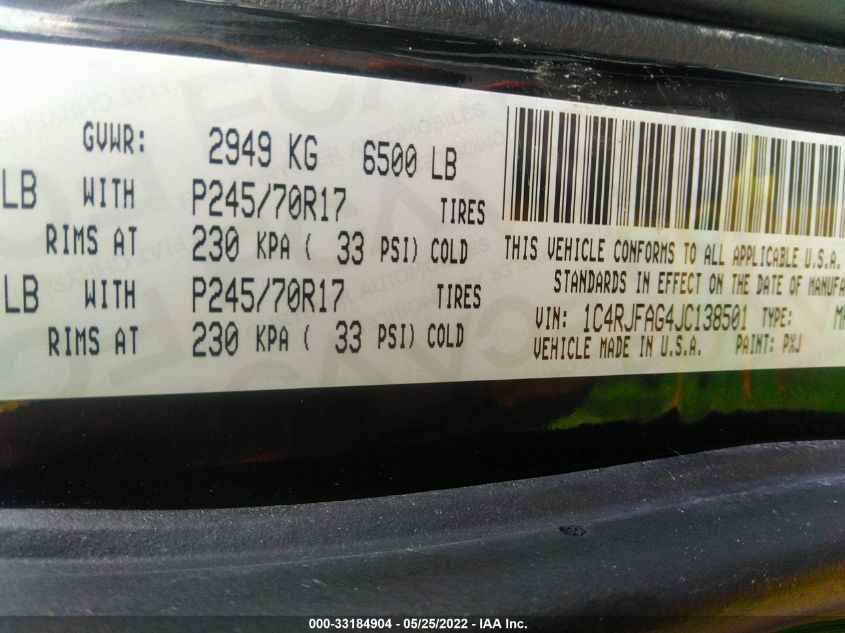 GVWR: 2949 KG 6500 LB
LB WITH P245/70R17 TIRES
RIMS AT 230 KPA ( 33 PSI) COLD
LB WITH P245/70R17 TIRES
RIMS AT 230 KPA ( 33 PSI) COLD
THIS VEHICLE CONFORMS TO ALL APPLICABLE U.S.A.
STANDARDS IN EFFECT ON THE DATE OF MANUFA
VIN: 1C4RJFAG4JC138501 TYPE:
VEHICLE MADE IN U.S.A. PAINT: PXJ
000-33184904 - 05/25/2022 - IAA Inc.